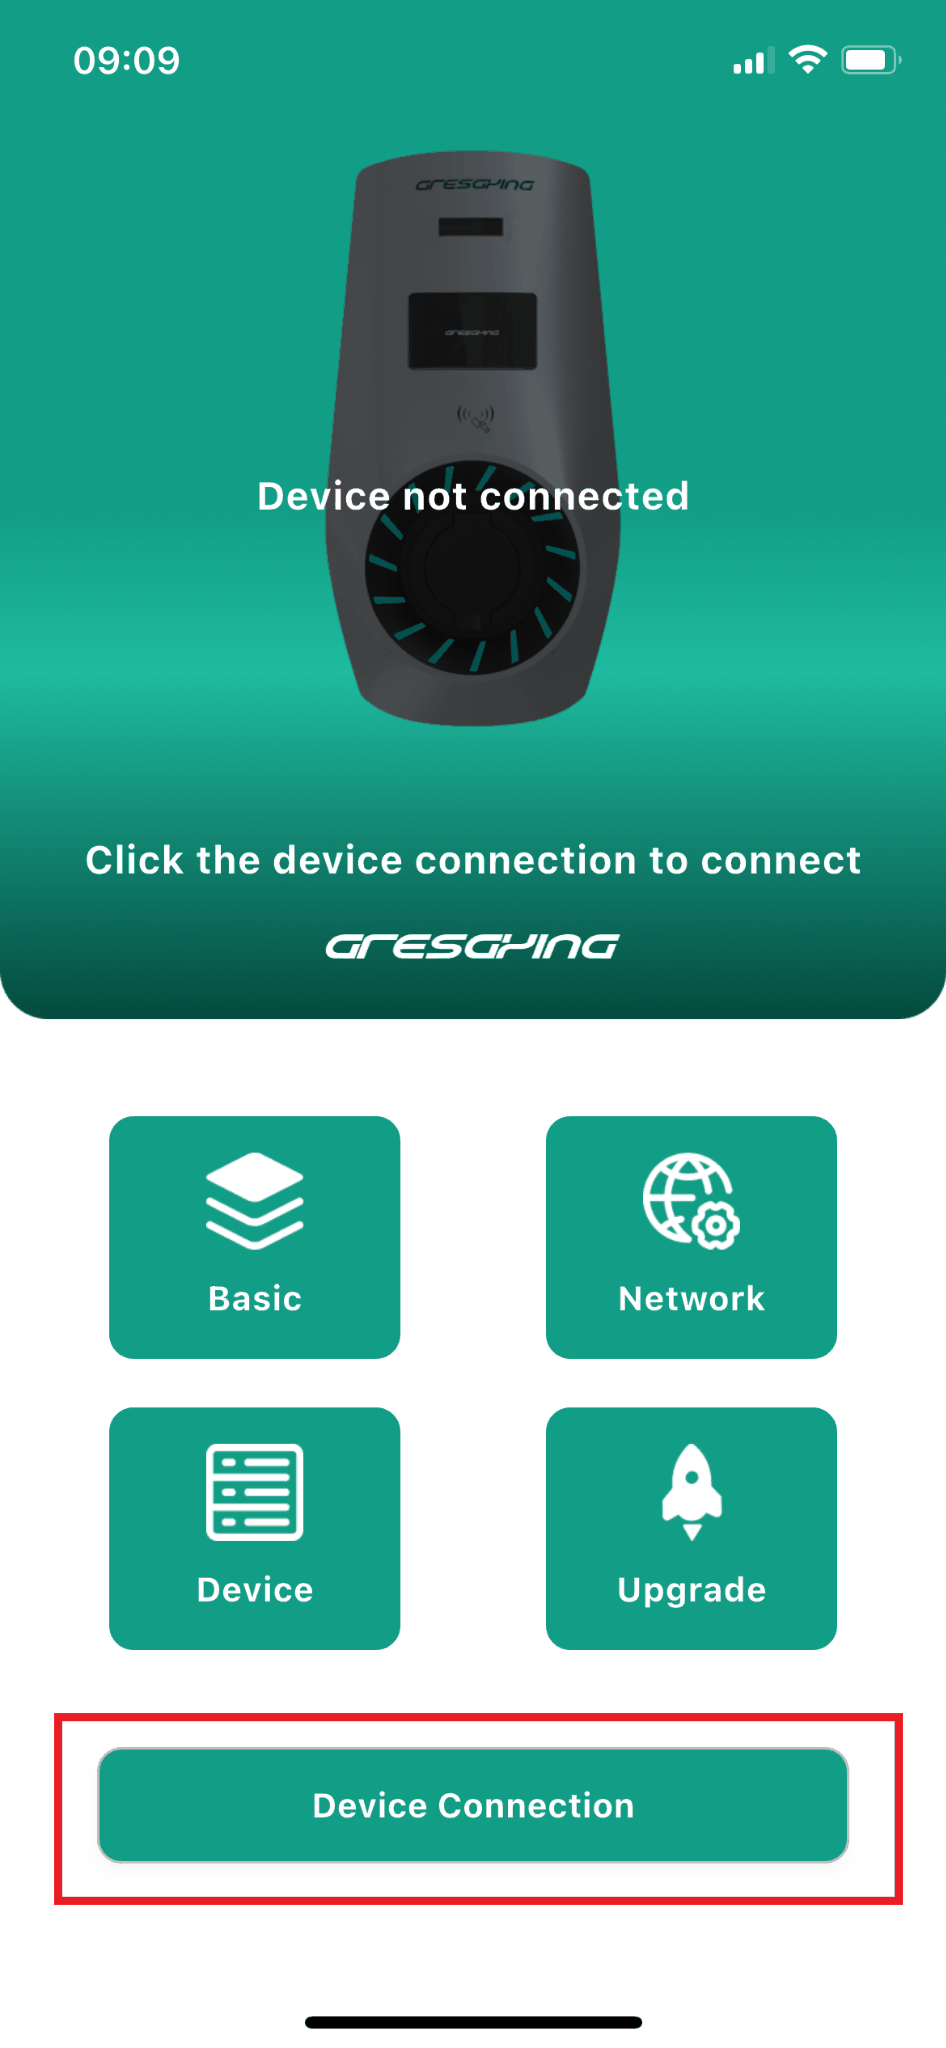 09:09
GRESGYING
GRESGYING
Device not connected
Click the device connection to connect
GRESGYING
Basic
Network
Device
Upgrade
Device Connection